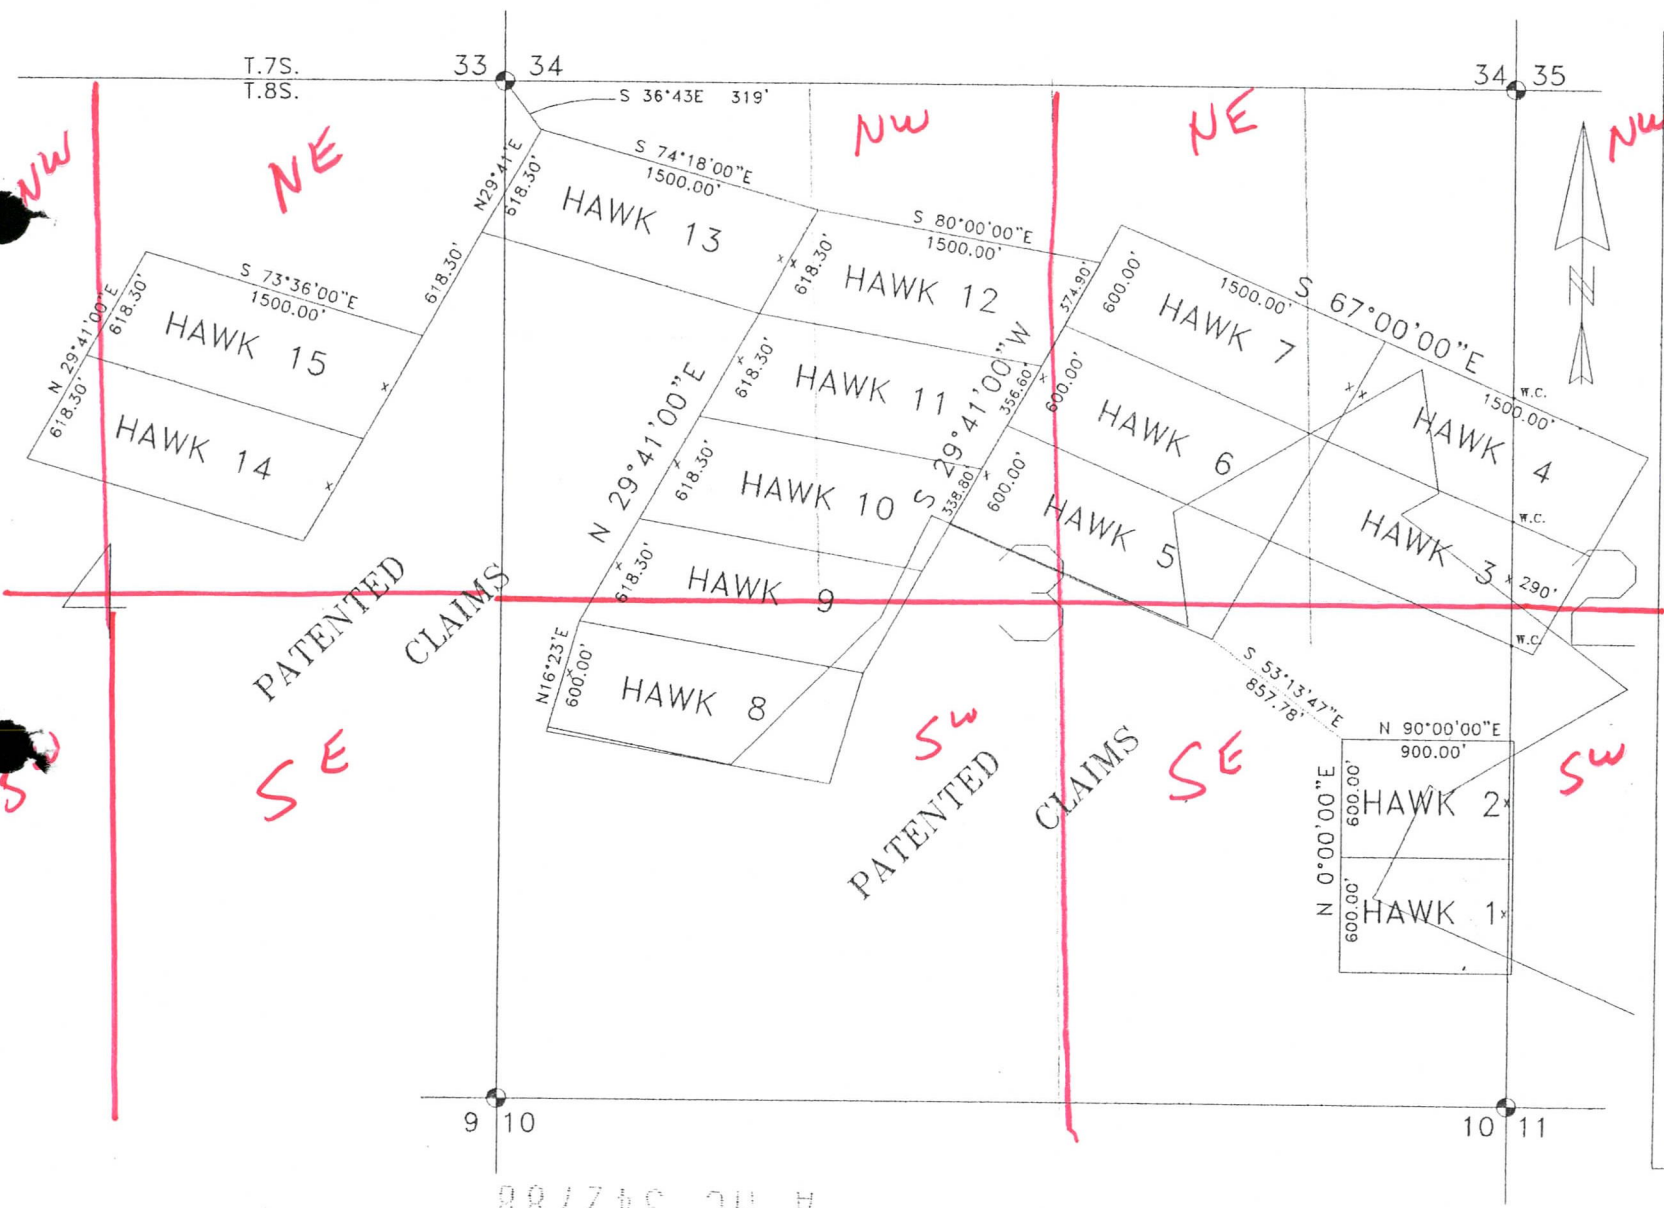 T.7S.
T.8S.
33 34
34 35
S 36°43E 319'
NW
NE
NW
NE
NW
S 74°18'00"E
1500.00'
N29°41'E
618.30'
HAWK 13
S 80°00'00"E
1500.00'
618.30'
HAWK 12
374.90'
600.00'
1500.00'
S 67°00'00"E
HAWK 7
618.30'
S 73°36'00"E
1500.00'
N 29°41'00"E
618.30'
HAWK 15
618.30'
HAWK 14
N 29°41'00"E
618.30'
HAWK 11
S 29°41'00"W
356.60'
600.00'
HAWK 6
W.C.
1500.00'
HAWK 4
618.30'
HAWK 10
338.80'
600.00'
HAWK 5
W.C.
HAWK 3
290'
W.C.
618.30'
HAWK 9
4
3
2
PATENTED CLAIMS
N16°23'E
600.00'
HAWK 8
S 53°13'47"E
857.78'
SW
SE
SW
SE
SW
PATENTED CLAIMS
N 90°00'00"E
900.00'
N 0°00'00"E
600.00'
HAWK 2
600.00'
HAWK 1
N
9 10
10 11